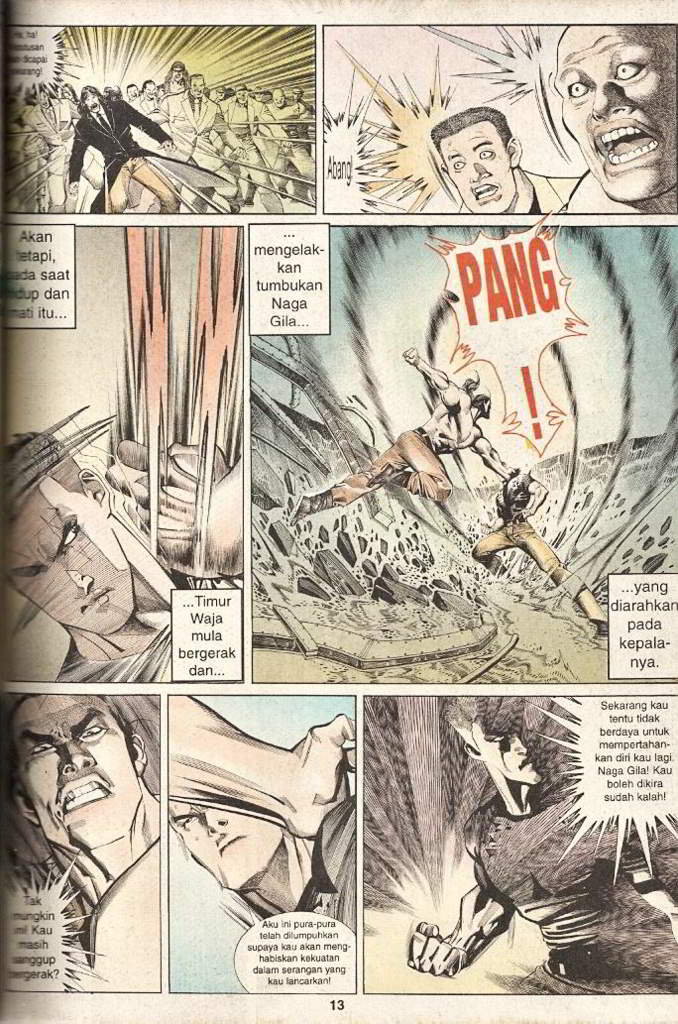 ha!
Abang!
Akan
tetapi,
pada saat
hidup dan
mati itu...
...
mengelak-
kan
tumbukan
Naga
Gila...
PANG
!
...Timur
Waja
mula
bergerak
dan...
...yang
diarahkan
pada
kepala-
nya.
Tak
mungkin
Kau
masih
sanggup
bergerak?
Aku ini pura-pura
telah dilumpuhkan
supaya kau akan meng-
habiskan kekuatan
dalam serangan yang
kau lancarkan!
Sekarang kau
tentu tidak
berdaya untuk
mempertahan-
kan diri kau lagi.
Naga Gila! Kau
boleh dikira
sudah kalah!
13